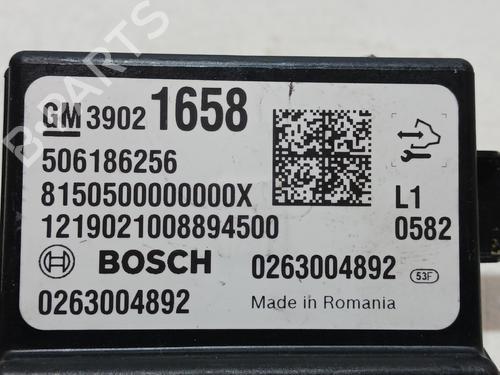 GM 3902 1658
506186256
8150500000000X L1
1219021008894500 0582
BOSCH 0263004892 53F
0263004892 Made in Romania
B-PARTS